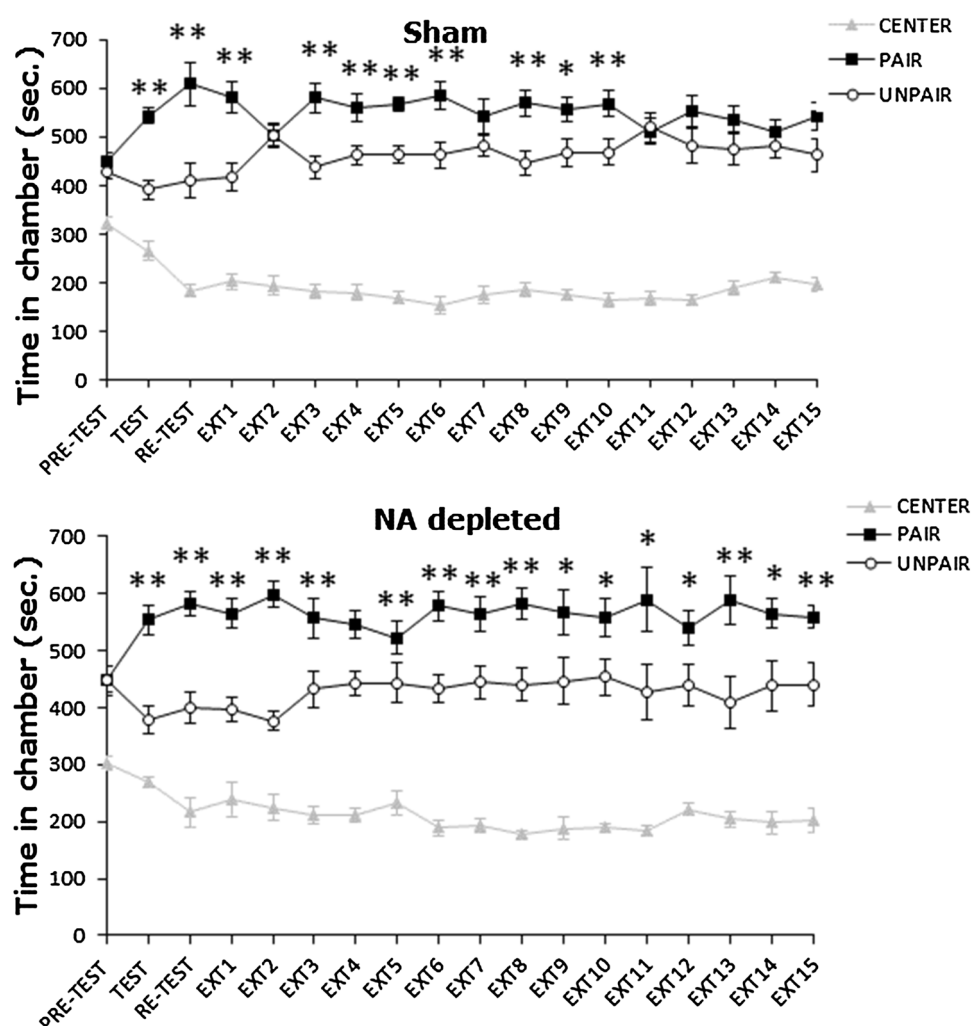 Sham
CENTER
PAIR
UNPAIR
Time in chamber (sec.)
700
600
500
400
300
200
100
0
** ** ** ** ** ** ** ** * **
PRE-TEST TEST RE-TEST EXT1 EXT2 EXT3 EXT4 EXT5 EXT6 EXT7 EXT8 EXT9 EXT10 EXT11 EXT12 EXT13 EXT14 EXT15
NA depleted
CENTER
PAIR
UNPAIR
Time in chamber (sec.)
700
600
500
400
300
200
100
0
** ** ** ** ** ** ** ** ** * * * * ** * **
PRE-TEST TEST RE-TEST EXT1 EXT2 EXT3 EXT4 EXT5 EXT6 EXT7 EXT8 EXT9 EXT10 EXT11 EXT12 EXT13 EXT14 EXT15